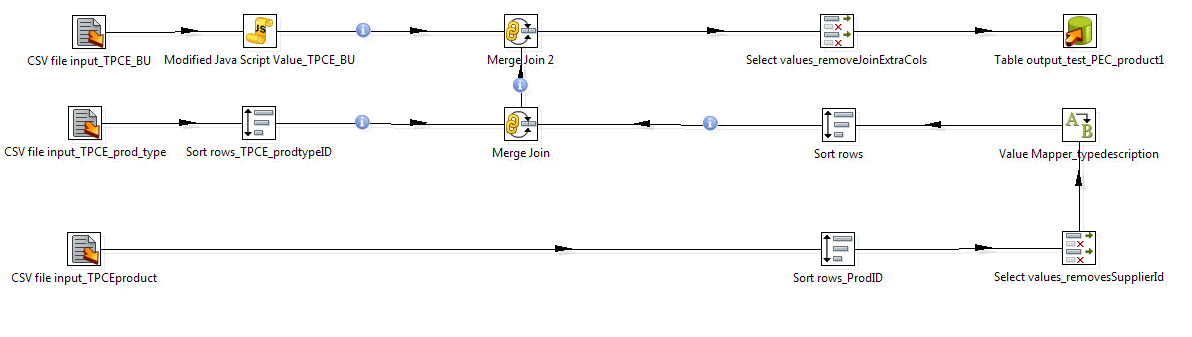 CSV file input_TPCE_BU
Modified Java Script Value_TPCE_BU
Merge Join 2
Select values_removeJoinExtraCols
Table output_test_PEC_product1
CSV file input_TPCE_prod_type
Sort rows_TPCE_prodtypeID
Merge Join
Sort rows
Value Mapper_typedescription
CSV file input_TPCEproduct
Sort rows_ProdID
Select values_removesSupplierId